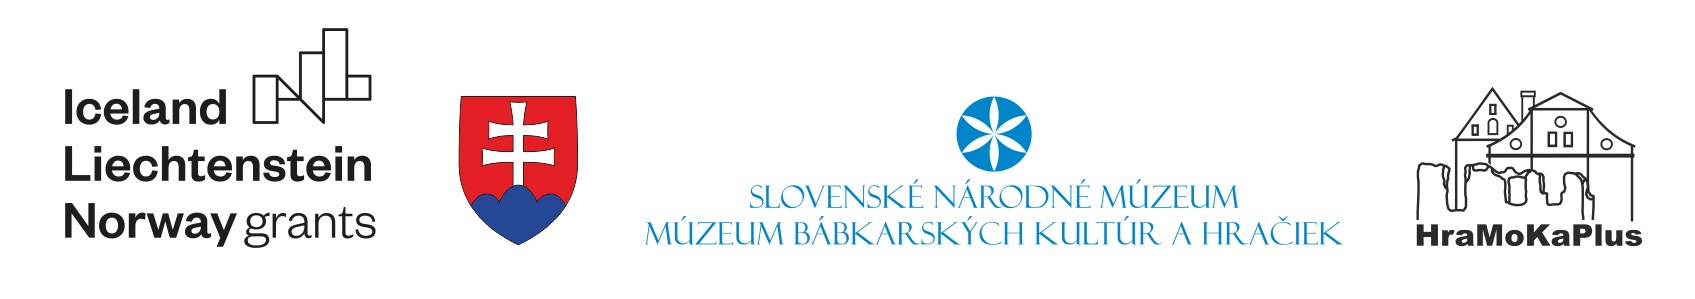 Iceland
Liechtenstein
Norway grants
SLOVENSKÉ NÁRODNÉ MÚZEUM
MÚZEUM BÁBKARSKÝCH KULTÚR A HRAČIEK
HraMoKaPlus